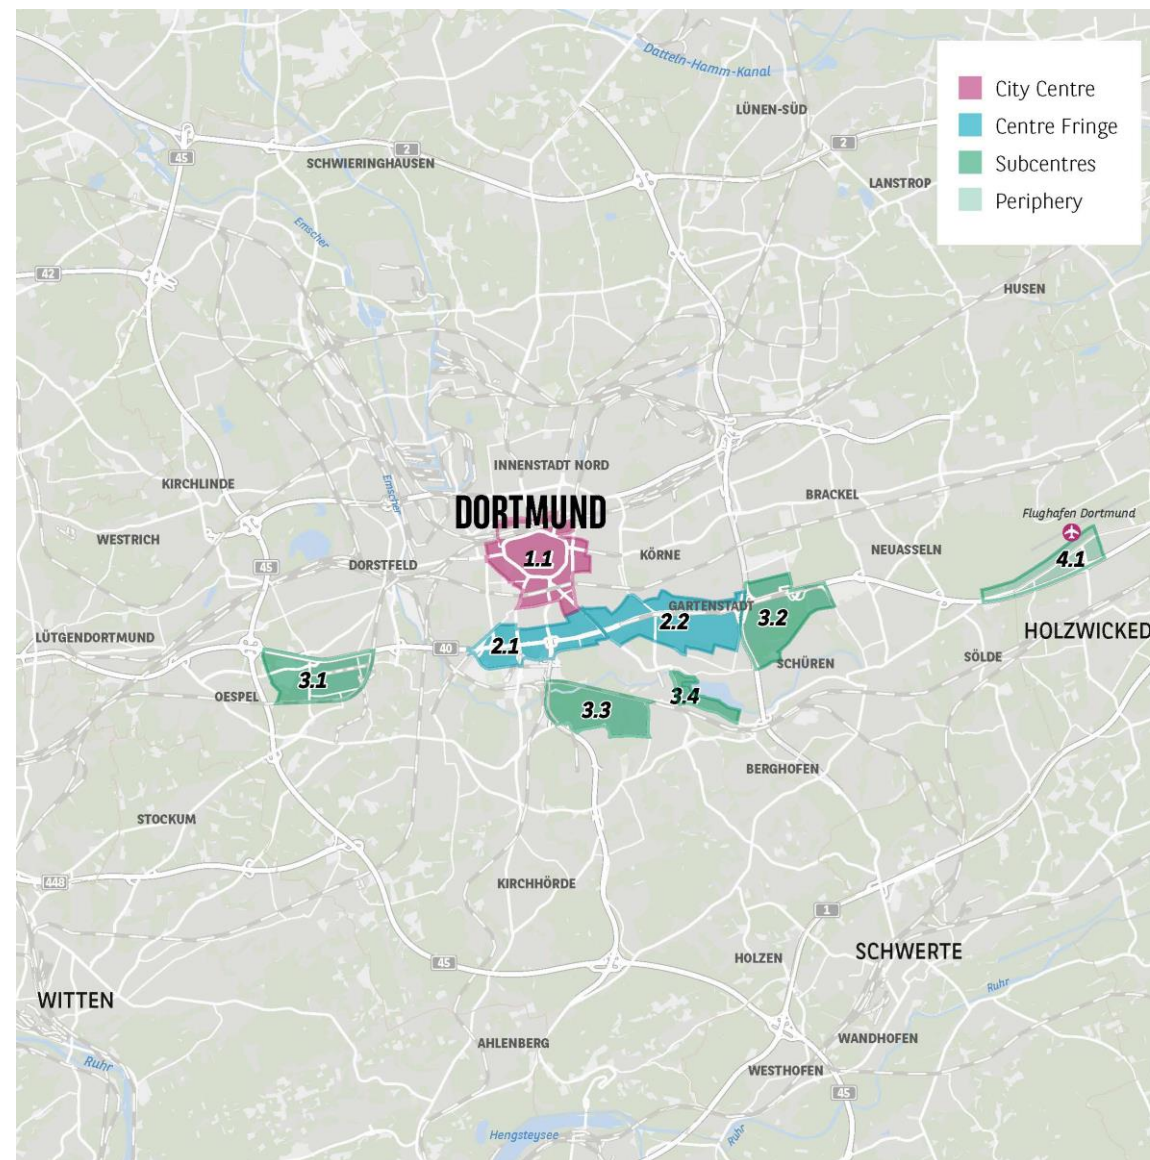 Datteln-Hamm-Kanal
LÜNEN-SÜD
City Centre
Centre Fringe
Subcentres
Periphery
2
2
45
SCHWIERINGHAUSEN
LANSTROP
Emscher
42
HUSEN
INNENSTADT NORD
KIRCHLINDE
Emscher
BRACKEL
DORTMUND
Flughafen Dortmund
WESTRICH
KÖRNE
NEUASSELN
1.1
4.1
45
DORSTFELD
GARTENSTADT
3.2
2.2
LÜTGENDORTMUND
HOLZWICKED
2.1
40
SÖLDE
SCHÜREN
3.1
OESPEL
3.4
3.3
BERGHOFEN
STOCKUM
448
KIRCHHÖRDE
1
SCHWERTE
HOLZEN
45
Ruhr
WITTEN
AHLENBERG
WANDHOFEN
Ruhr
WESTHOFEN
45
Hengsteysee
Ruhr